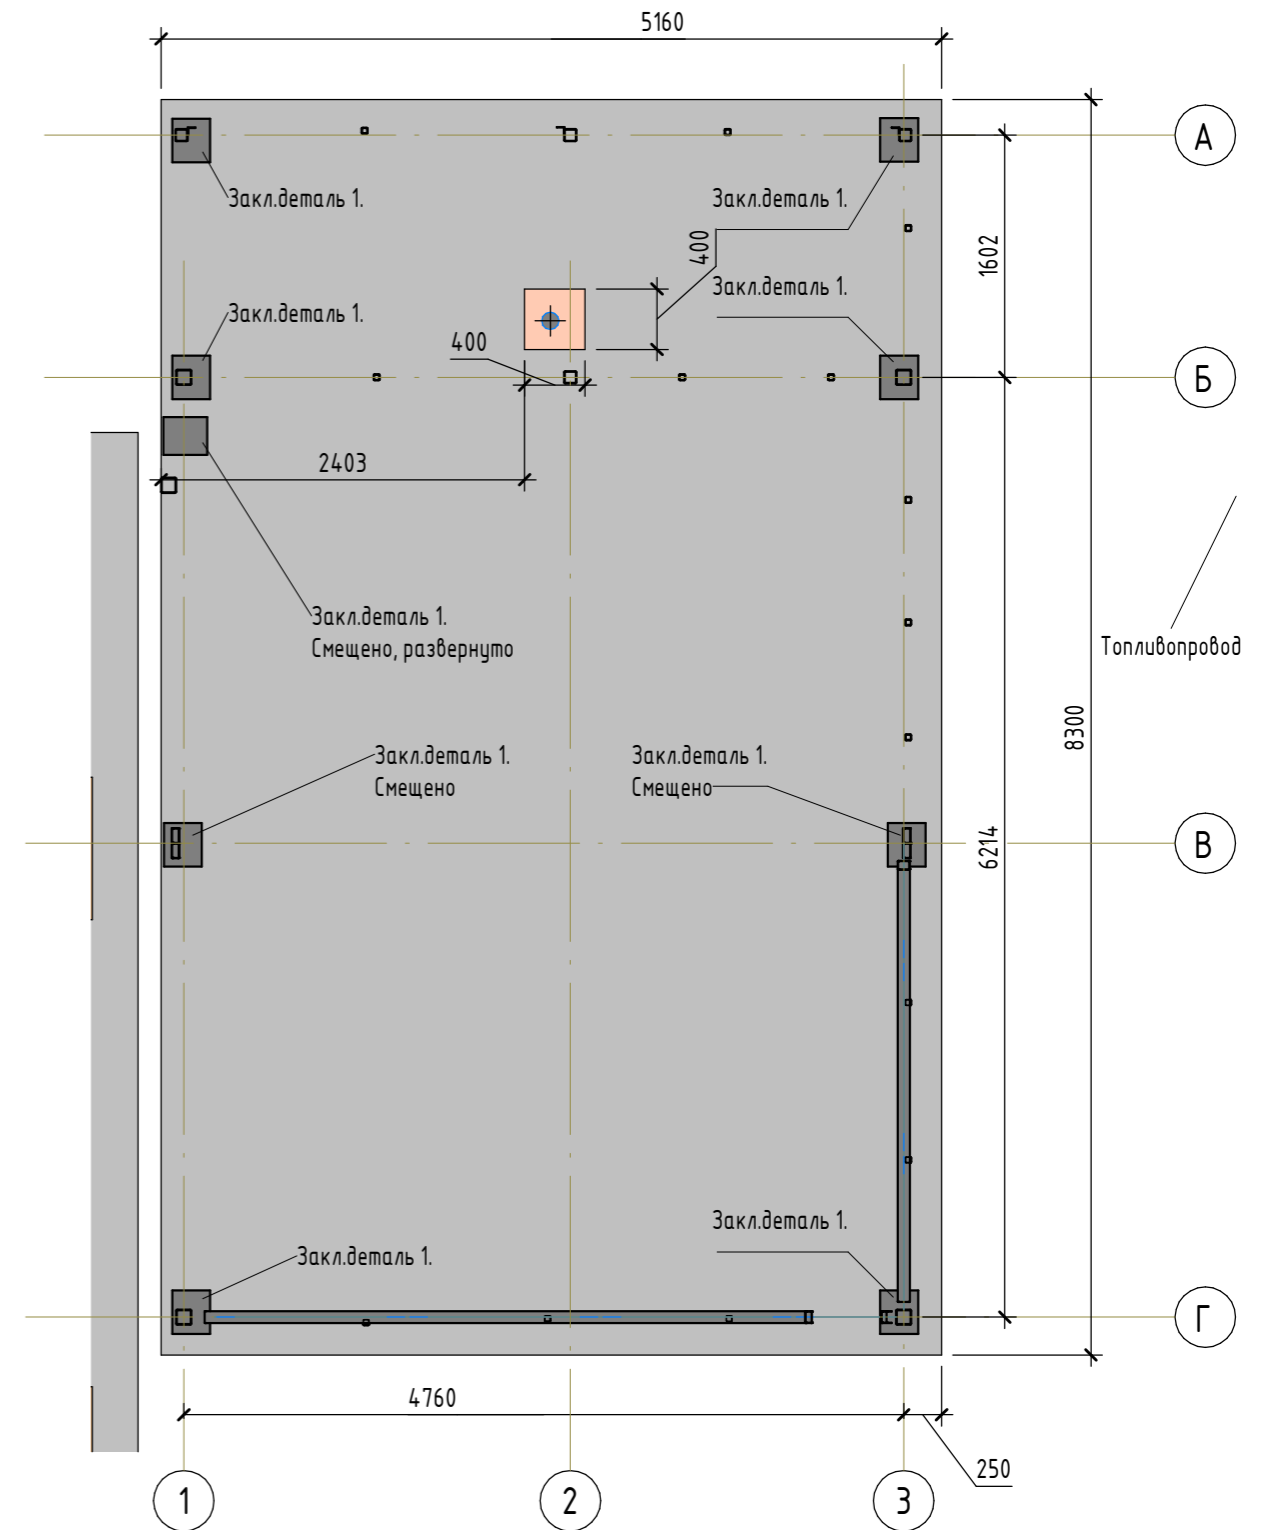 5160
А
Закл.деталь 1.
Закл.деталь 1.
400
1602
Закл.деталь 1.
Закл.деталь 1.
400
Б
2403
Закл.деталь 1.
Смещено, развернуто
Топливопровод
8300
Закл.деталь 1.
Смещено
Закл.деталь 1.
Смещено
6214
В
Закл.деталь 1.
Закл.деталь 1.
Г
4760
250
1
2
3